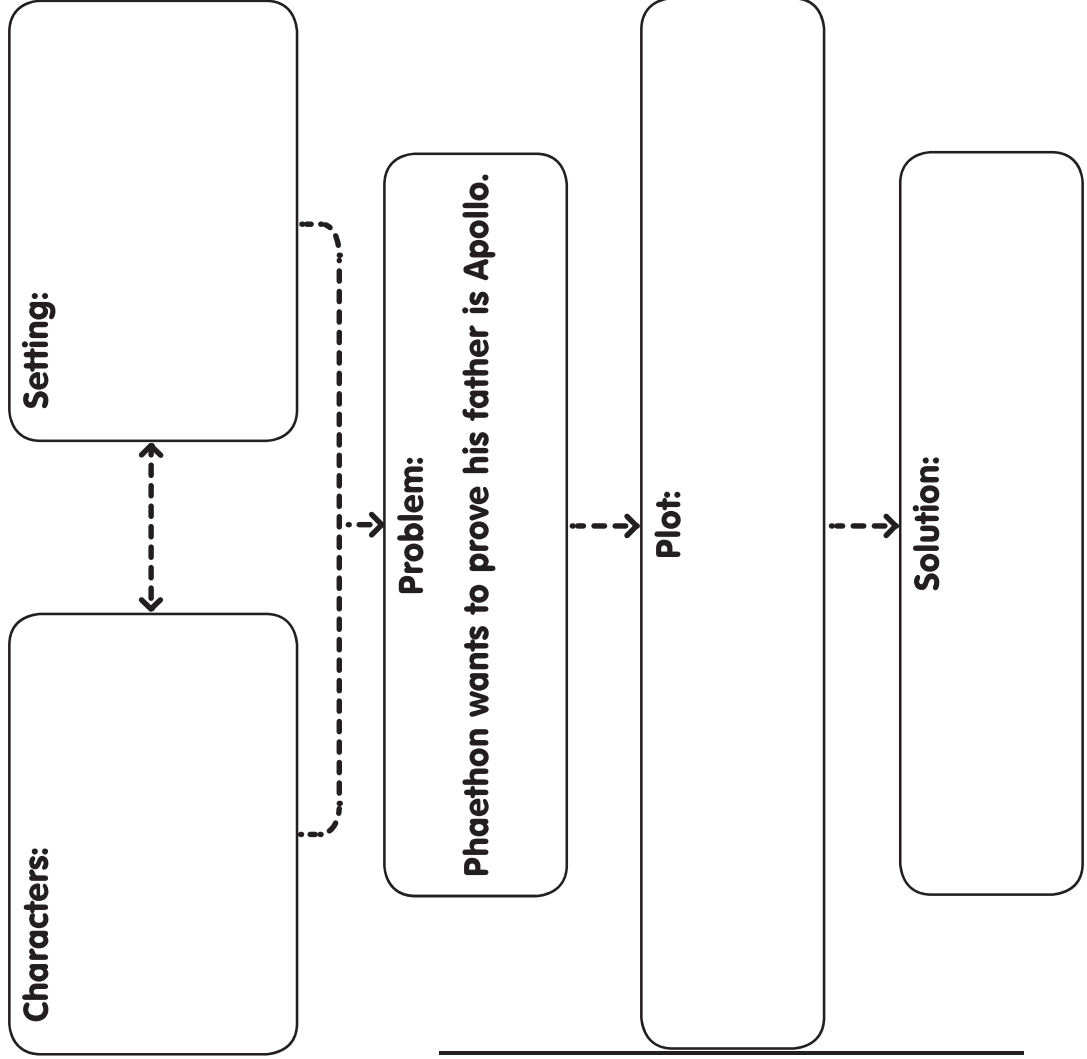 Characters:
Setting:
Problem:
Phaethon wants to prove his father is Apollo.
Plot:
Solution: